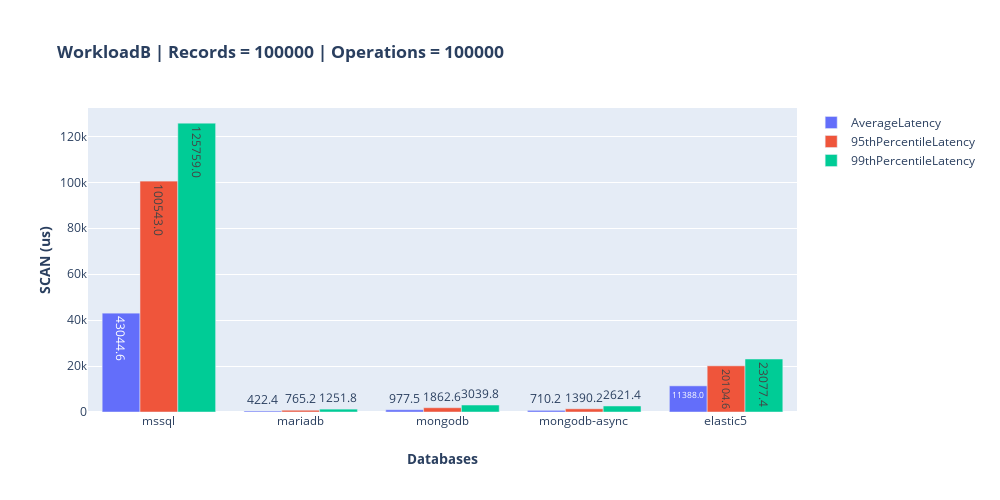 WorkloadB | Records = 100000 | Operations = 100000
AverageLatency
95thPercentileLatency
99thPercentileLatency
SCAN (us)
120k
100k
80k
60k
40k
20k
0
43044.6
100543.0
125759.0
422.4
765.2
1251.8
977.5
1862.6
3039.8
710.2
1390.2
2621.4
11388.0
20104.6
23077.4
mssql
mariadb
mongodb
mongodb-async
elastic5
Databases